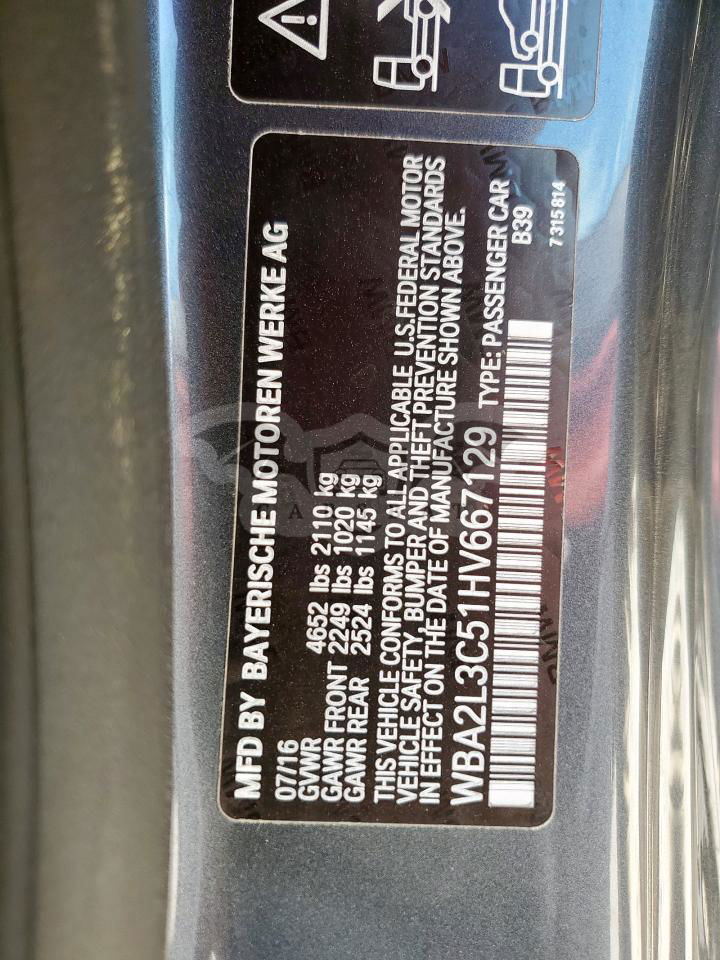 MFD BY BAYERISCHE MOTOREN WERKE AG
07/16
GVWR 4652 lbs 2110 kg
GAWR FRONT 2249 lbs 1020 kg
GAWR REAR 2524 lbs 1145 kg
THIS VEHICLE CONFORMS TO ALL APPLICABLE U.S.FEDERAL MOTOR
VEHICLE SAFETY, BUMPER AND THEFT PREVENTION STANDARDS
IN EFFECT ON THE DATE OF MANUFACTURE SHOWN ABOVE.
WBA2L3C51HV667129 TYPE: PASSENGER CAR
B39
7 315 814